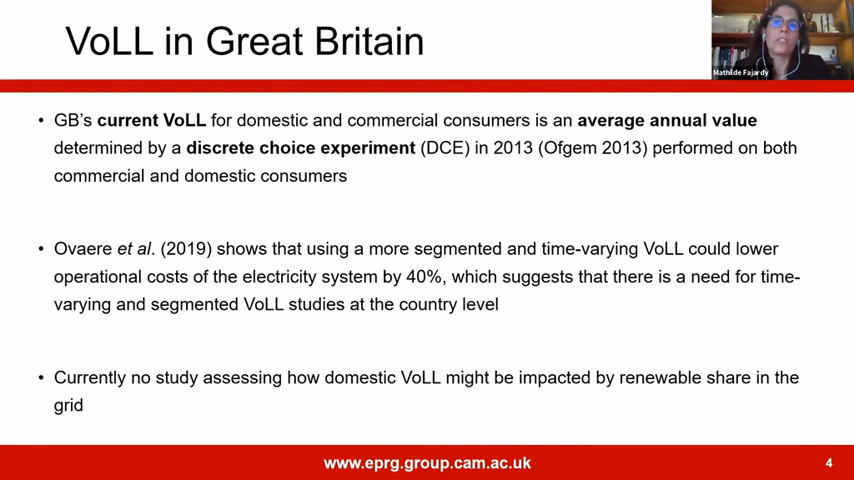 VoLL in Great Britain
Mathilde Fajardy
• GB's current VoLL for domestic and commercial consumers is an average annual value
determined by a discrete choice experiment (DCE) in 2013 (Ofgem 2013) performed on both
commercial and domestic consumers
• Ovaere et al. (2019) shows that using a more segmented and time-varying VoLL could lower
operational costs of the electricity system by 40%, which suggests that there is a need for time-
varying and segmented VoLL studies at the country level
• Currently no study assessing how domestic VoLL might be impacted by renewable share in the
grid
www.eprg.group.cam.ac.uk
4